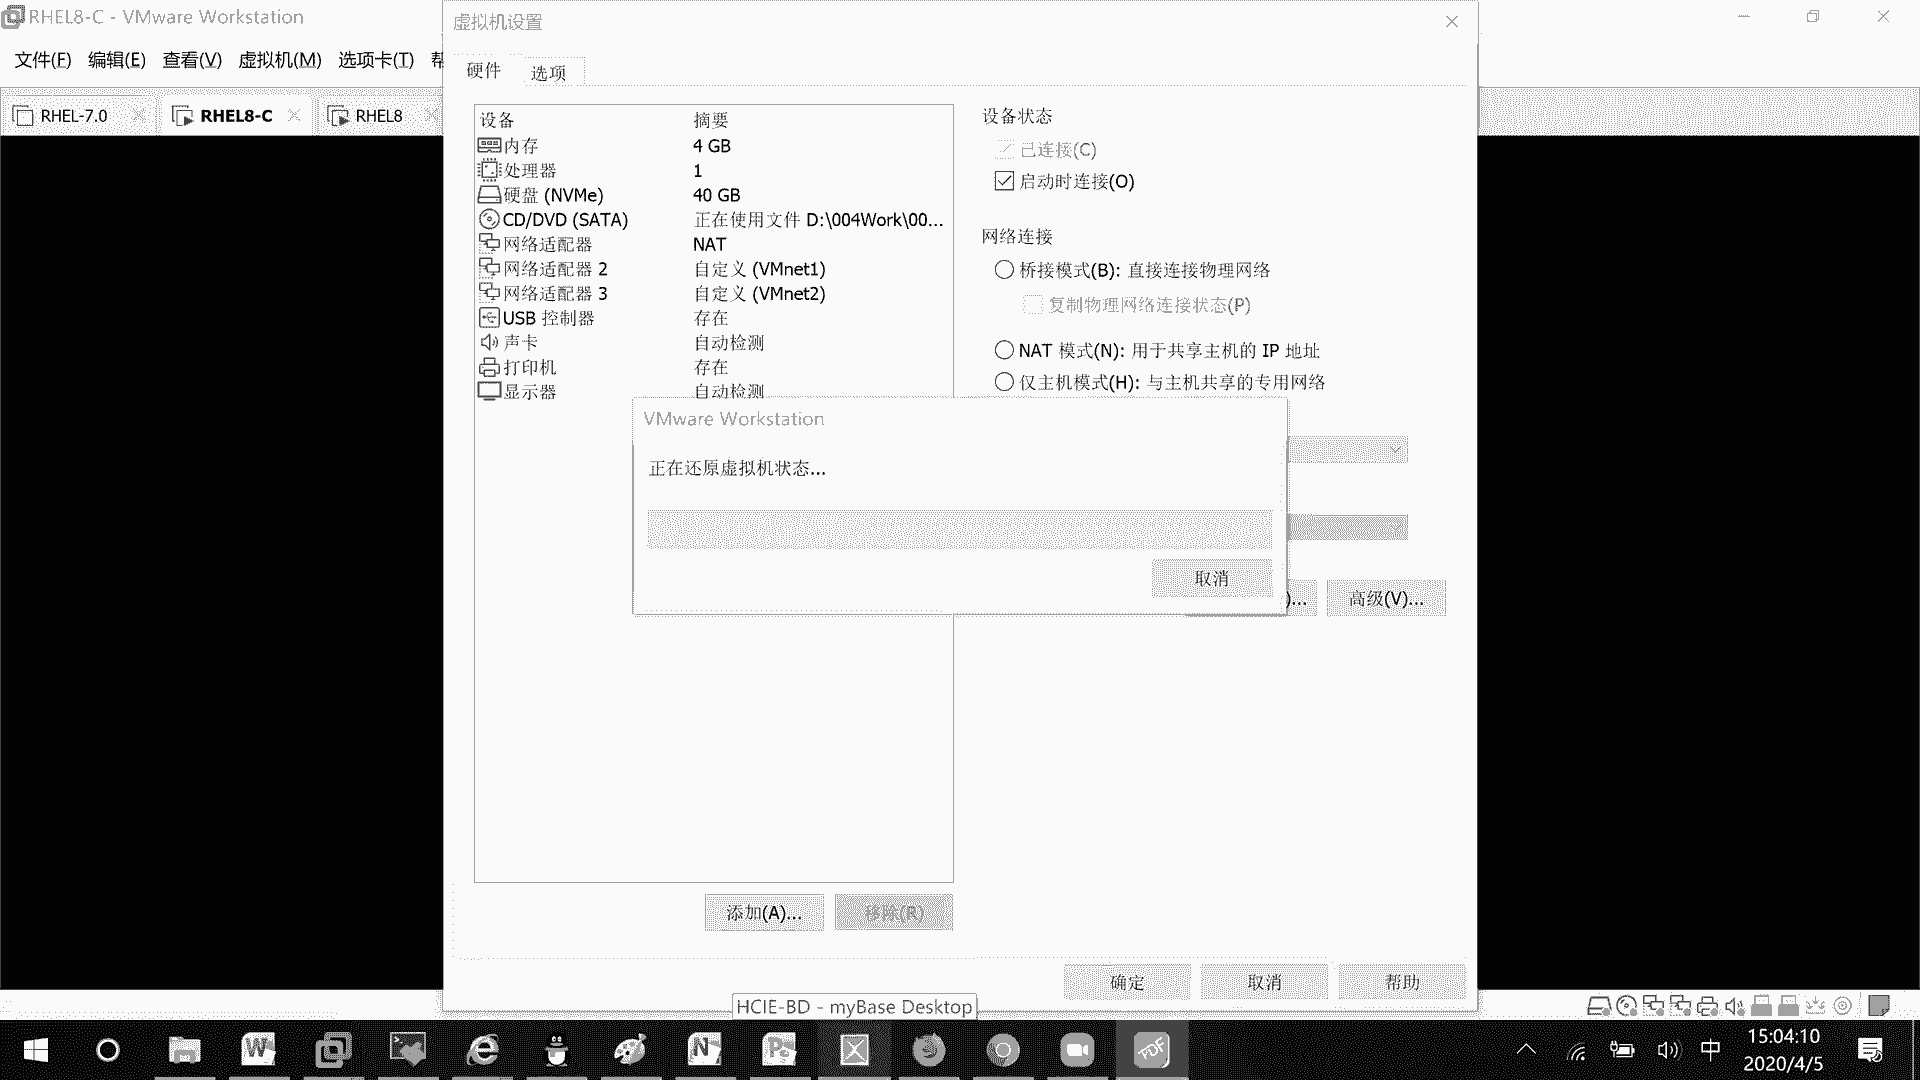 RHEL8-C - VMware Workstation
虚拟机设置
文件(F) 编辑(E) 查看(V) 虚拟机(M) 选项卡(T) 帮
硬件 选项
RHEL-7.0 RHEL8-C RHEL8
设备 摘要
内存 4 GB
处理器 1
硬盘 (NVMe) 40 GB
CD/DVD (SATA) 正在使用文件 D:\004Work\00...
网络适配器 NAT
网络适配器 2 自定义 (VMnet1)
网络适配器 3 自定义 (VMnet2)
USB 控制器 存在
声卡 自动检测
打印机 存在
显示器 自动检测
设备状态
已连接(C)
启动时连接(O)
网络连接
桥接模式(B): 直接连接物理网络
复制物理网络连接状态(P)
NAT 模式(N): 用于共享主机的 IP 地址
仅主机模式(H): 与主机共享的专用网络
VMware Workstation
正在还原虚拟机状态...
取消
)... 高级(V)...
添加(A)... 移除(R)
确定 取消 帮助
HCIE-BD - myBase Desktop
中
15:04:10
2020/4/5